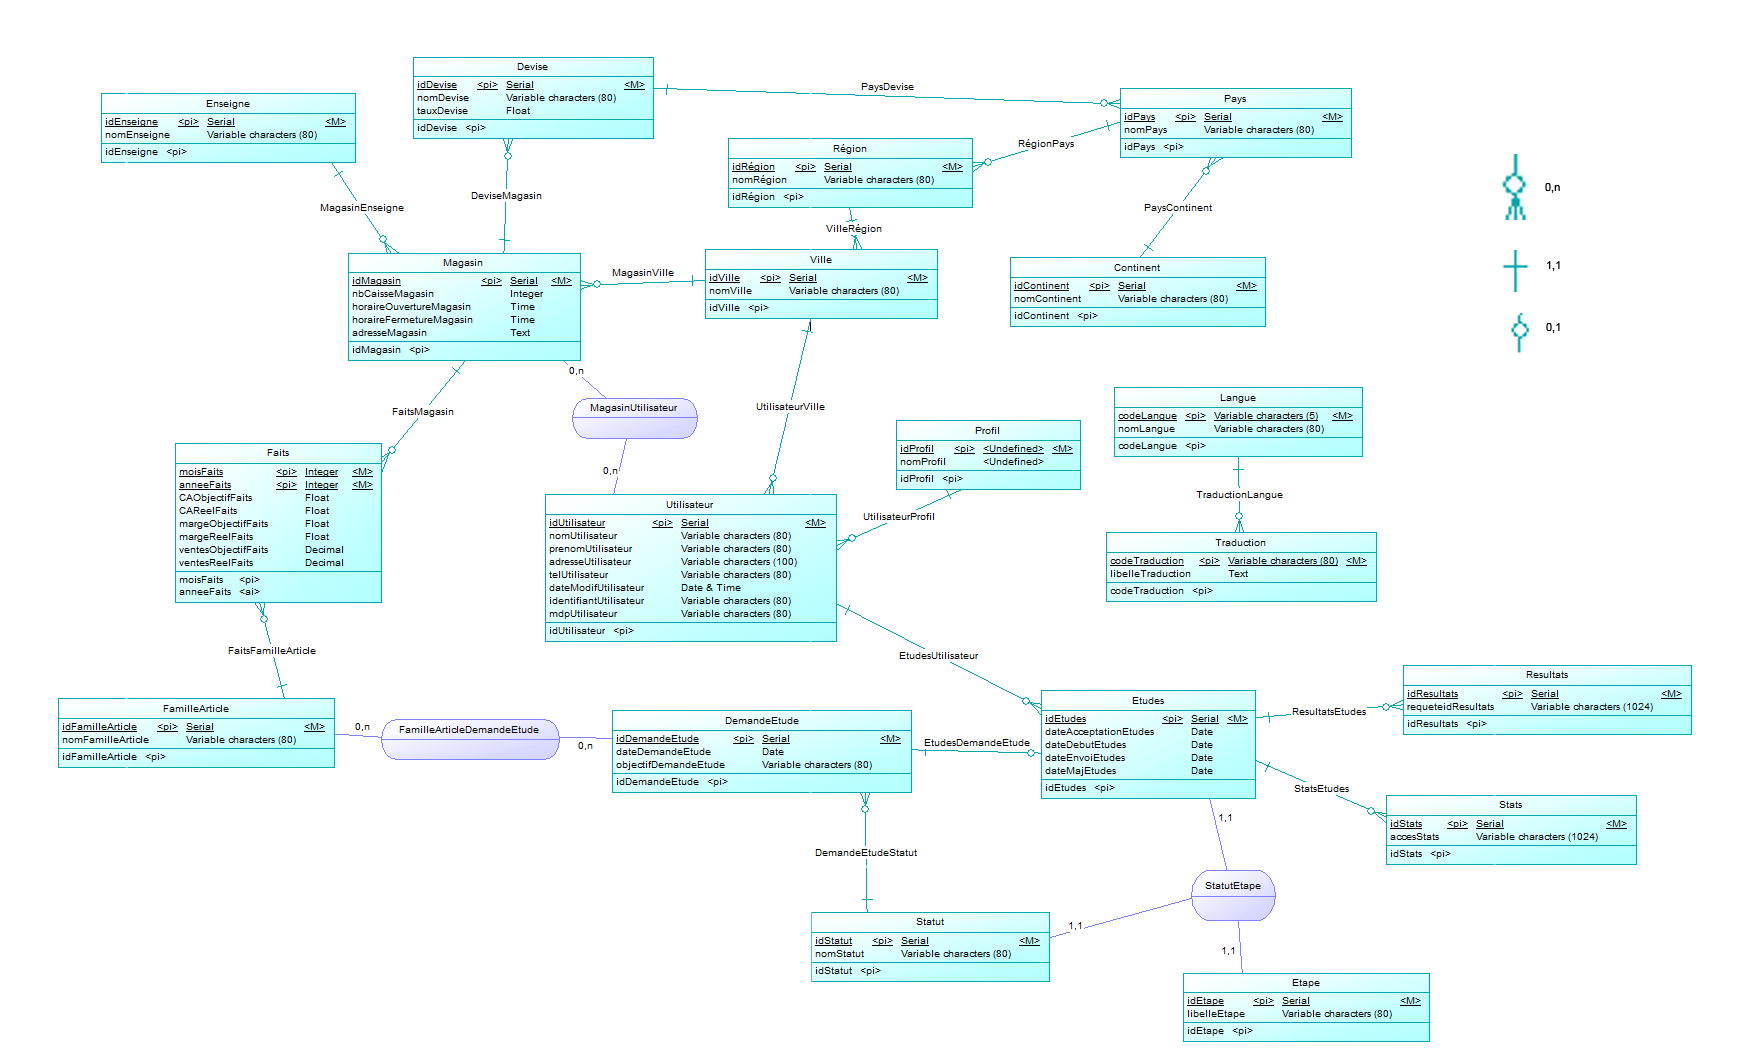 Devise
idDevise <pi> Serial <M>
nomDevise Variable characters (80)
tauxDevise Float
idDevise <pi>
Enseigne
idEnseigne <pi> Serial <M>
nomEnseigne Variable characters (80)
idEnseigne <pi>
PaysDevise
Pays
idPays <pi> Serial <M>
nomPays Variable characters (80)
idPays <pi>
Région
idRégion <pi> Serial <M>
nomRégion Variable characters (80)
idRégion <pi>
RégionPays
0,n
1,1
0,1
MagasinEnseigne
DeviseMagasin
VilleRégion
PaysContinent
Magasin
idMagasin <pi> Serial <M>
nbCaisseMagasin Integer
horaireOuvertureMagasin Time
horaireFermetureMagasin Time
adresseMagasin Text
idMagasin <pi>
MagasinVille
Ville
idVille <pi> Serial <M>
nomVille Variable characters (80)
idVille <pi>
Continent
idContinent <pi> Serial <M>
nomContinent Variable characters (80)
idContinent <pi>
0,n
MagasinUtilisateur
0,n
FaitsMagasin
UtilisateurVille
Langue
codeLangue <pi> Variable characters (5) <M>
nomLangue Variable characters (80)
codeLangue <pi>
Profil
idProfil <pi> <Undefined> <M>
nomProfil <Undefined>
idProfil <pi>
Faits
moisFaits <pi> Integer <M>
anneeFaits <pi> Integer <M>
CAObjectifFaits Float
CAReelFaits Float
margeObjectifFaits Float
margeReelFaits Float
ventesObjectifFaits Decimal
ventesReelFaits Decimal
moisFaits <pi>
anneeFaits <ai>
TraductionLangue
UtilisateurProfil
Utilisateur
idUtilisateur <pi> Serial <M>
nomUtilisateur Variable characters (80)
prenomUtilisateur Variable characters (80)
adresseUtilisateur Variable characters (100)
telUtilisateur Variable characters (80)
dateModifUtilisateur Date & Time
identifiantUtilisateur Variable characters (80)
mdpUtilisateur Variable characters (80)
idUtilisateur <pi>
Traduction
codeTraduction <pi> Variable characters (80) <M>
libelleTraduction Text
codeTraduction <pi>
FaitsFamilleArticle
EtudesUtilisateur
FamilleArticle
idFamilleArticle <pi> Serial <M>
nomFamilleArticle Variable characters (80)
idFamilleArticle <pi>
0,n
FamilleArticleDemandeEtude
0,n
DemandeEtude
idDemandeEtude <pi> Serial <M>
dateDemandeEtude Date
objectifDemandeEtude Variable characters (80)
idDemandeEtude <pi>
EtudesDemandeEtude
Etudes
idEtudes <pi> Serial <M>
dateAcceptationEtudes Date
dateDebutEtudes Date
dateEnvoiEtudes Date
dateMajEtudes Date
idEtudes <pi>
ResultatsEtudes
Resultats
idResultats <pi> Serial <M>
requeteidResultats Variable characters (1024)
idResultats <pi>
StatsEtudes
Stats
idStats <pi> Serial <M>
accesStats Variable characters (1024)
idStats <pi>
DemandeEtudeStatut
1,1
StatutEtape
1,1
1,1
Statut
idStatut <pi> Serial <M>
nomStatut Variable characters (80)
idStatut <pi>
Etape
idEtape <pi> Serial <M>
libelleEtape Variable characters (80)
idEtape <pi>